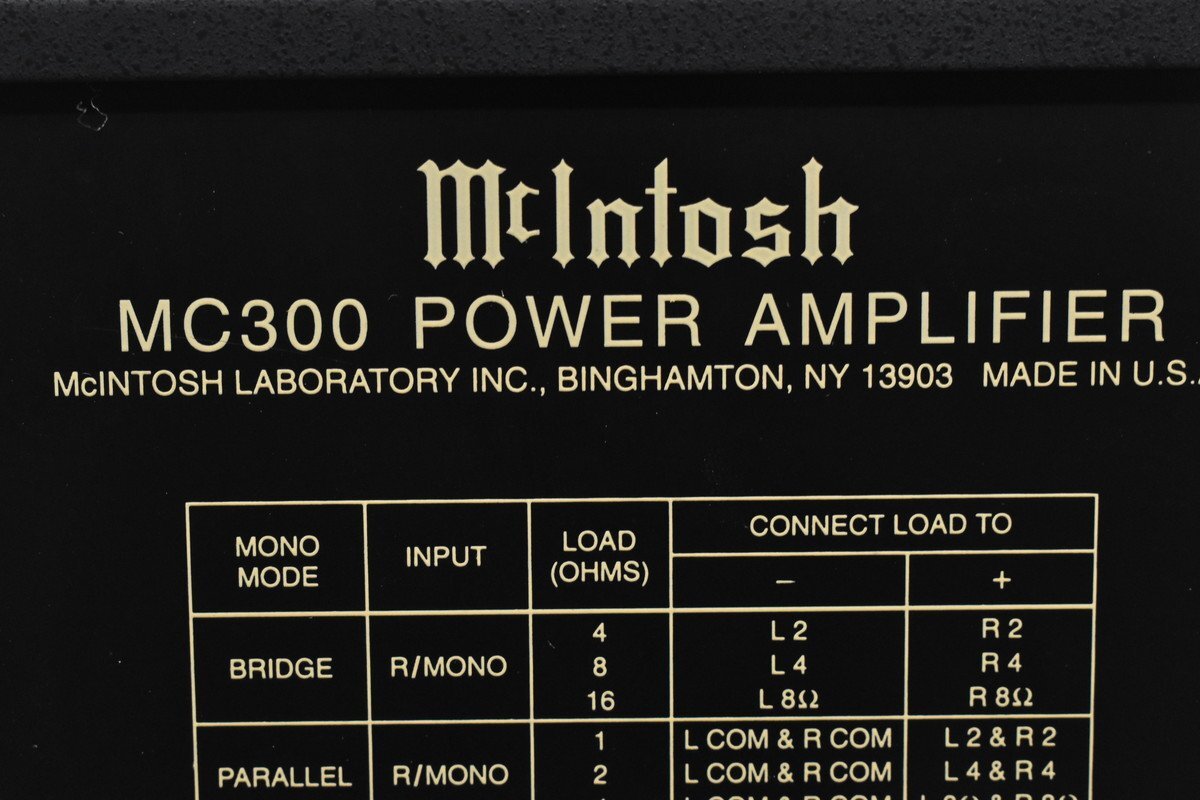 McIntosh
MC300 POWER AMPLIFIER
McINTOSH LABORATORY INC., BINGHAMTON, NY 13903 MADE IN U.S.
MONO MODE INPUT LOAD (OHMS) CONNECT LOAD TO
– +
BRIDGE R/MONO
4 L 2 R 2
8 L 4 R 4
16 L 8Ω R 8Ω
PARALLEL R/MONO
1 L COM & R COM L 2 & R 2
2 L COM & R COM L 4 & R 4